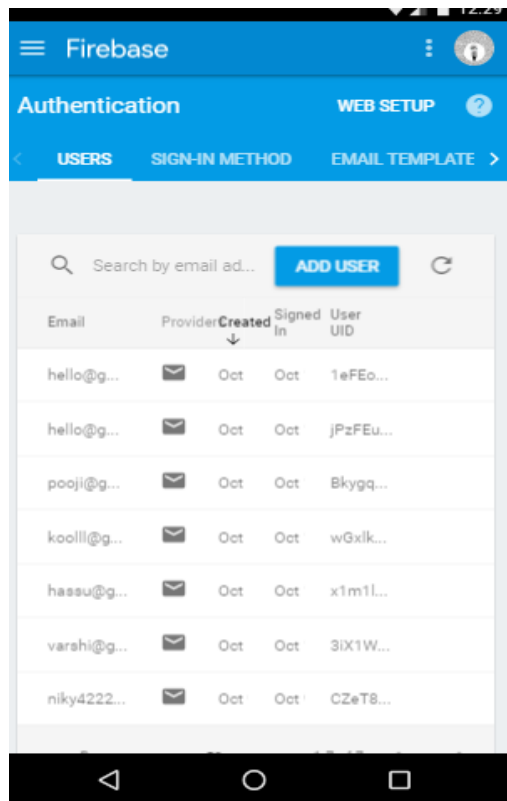 12:29
Firebase
Authentication WEB SETUP ?
USERS SIGN-IN METHOD EMAIL TEMPLATE
Search by email ad... ADD USER
Email Provider Created Signed In User UID
hello@g... Oct Oct 1eFEo...
hello@g... Oct Oct jPzFEu...
pooji@g... Oct Oct Bkygq...
koolll@g... Oct Oct wGxlk...
hassu@g... Oct Oct x1m1l...
varshi@g... Oct Oct 3iX1W...
niky4222... Oct Oct CZeT8...